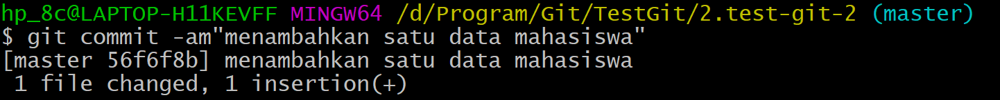 hp_8c@LAPTOP-H11KEVFF MINGW64 /d/Program/Git/TestGit/2.test-git-2 (master)
$ git commit -am"menambahkan satu data mahasiswa"
[master 56f6f8b] menambahkan satu data mahasiswa
 1 file changed, 1 insertion(+)